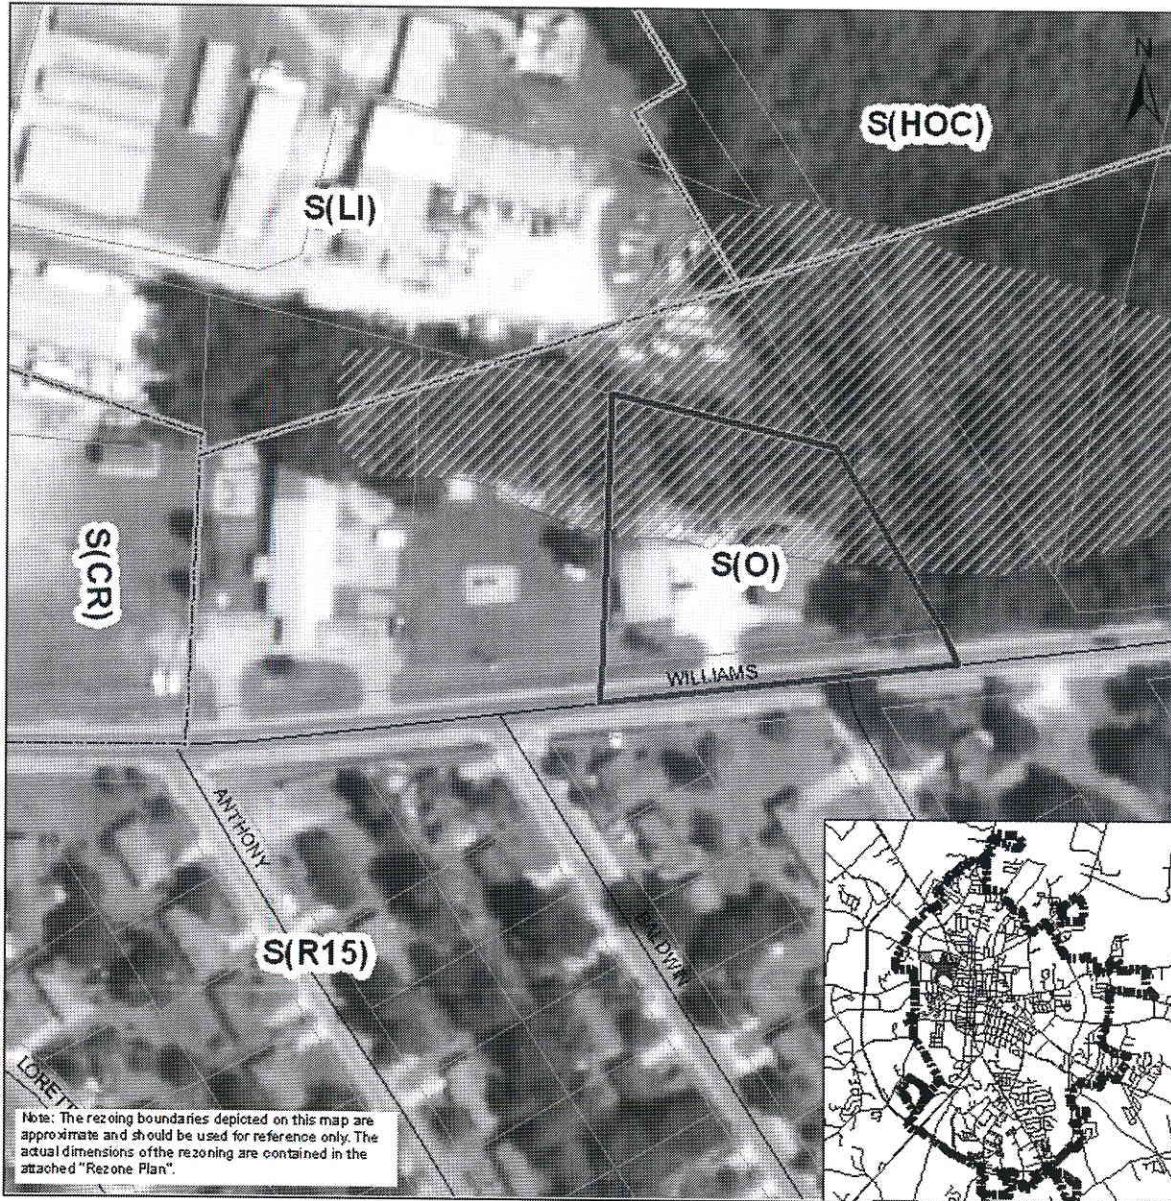 N
S(HOC)
S(LI)
S(CR)
S(O)
WILLIAMS
ANTHONY
BALDWIN
S(R15)
Note: The rezoing boundaries depicted on this map are
approximate and should be used for reference only. The
actual dimensions of the rezoning are contained in the
attached "Rezone Plan".